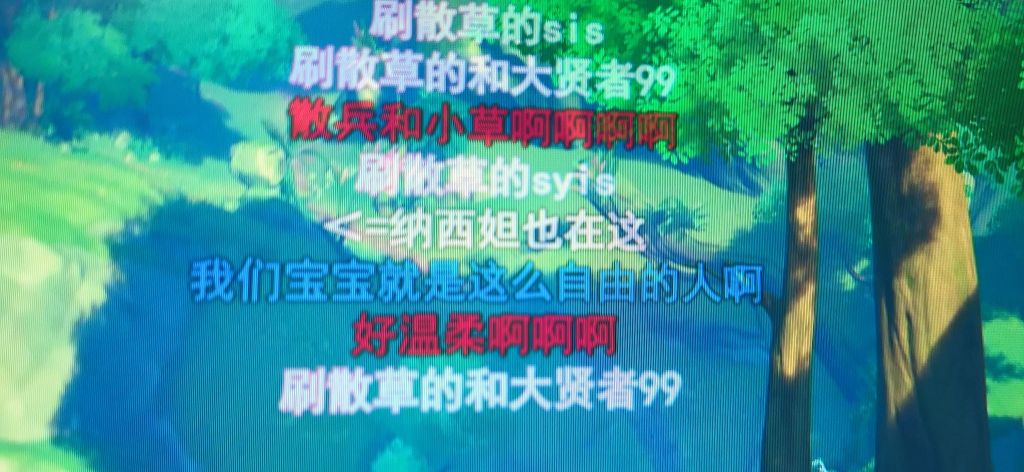 刷散草的sis
刷散草的和大贤者99
散兵和小草啊啊啊啊
刷散草的syis
<=纳西妲也在这
我们宝宝就是这么自由的人啊
好温柔啊啊啊
刷散草的和大贤者99